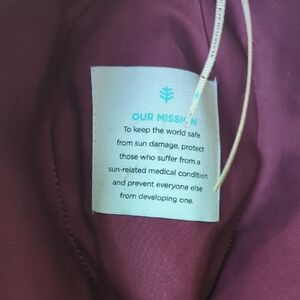 OUR MISSION
To keep the world safe
from sun damage, protect
those who suffer from a
sun-related medical condition
and prevent everyone else
from developing one.